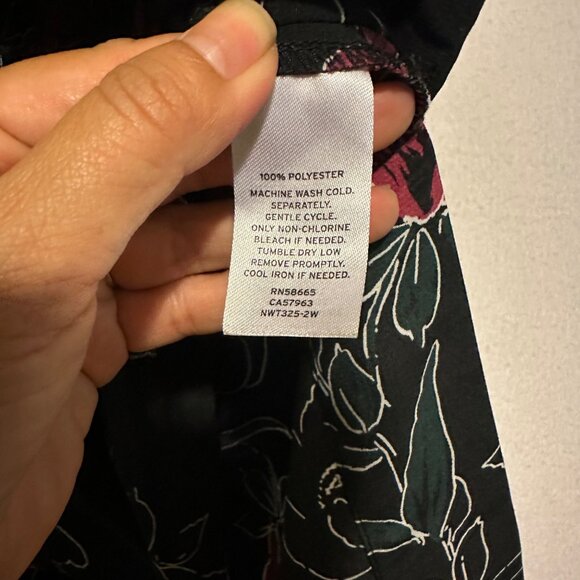 100% POLYESTER
MACHINE WASH COLD.
SEPARATELY.
GENTLE CYCLE.
ONLY NON-CHLORINE
BLEACH IF NEEDED.
TUMBLE DRY LOW
REMOVE PROMPTLY.
COOL IRON IF NEEDED.
RN58665
CA57963
NWT325-2W